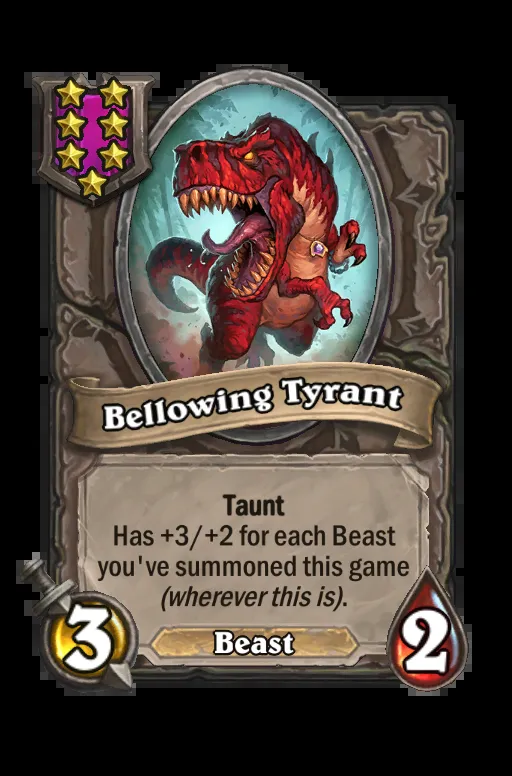 Bellowing Tyrant
Taunt
Has +3/+2 for each Beast
you've summoned this game
(wherever this is).
3
Beast
2